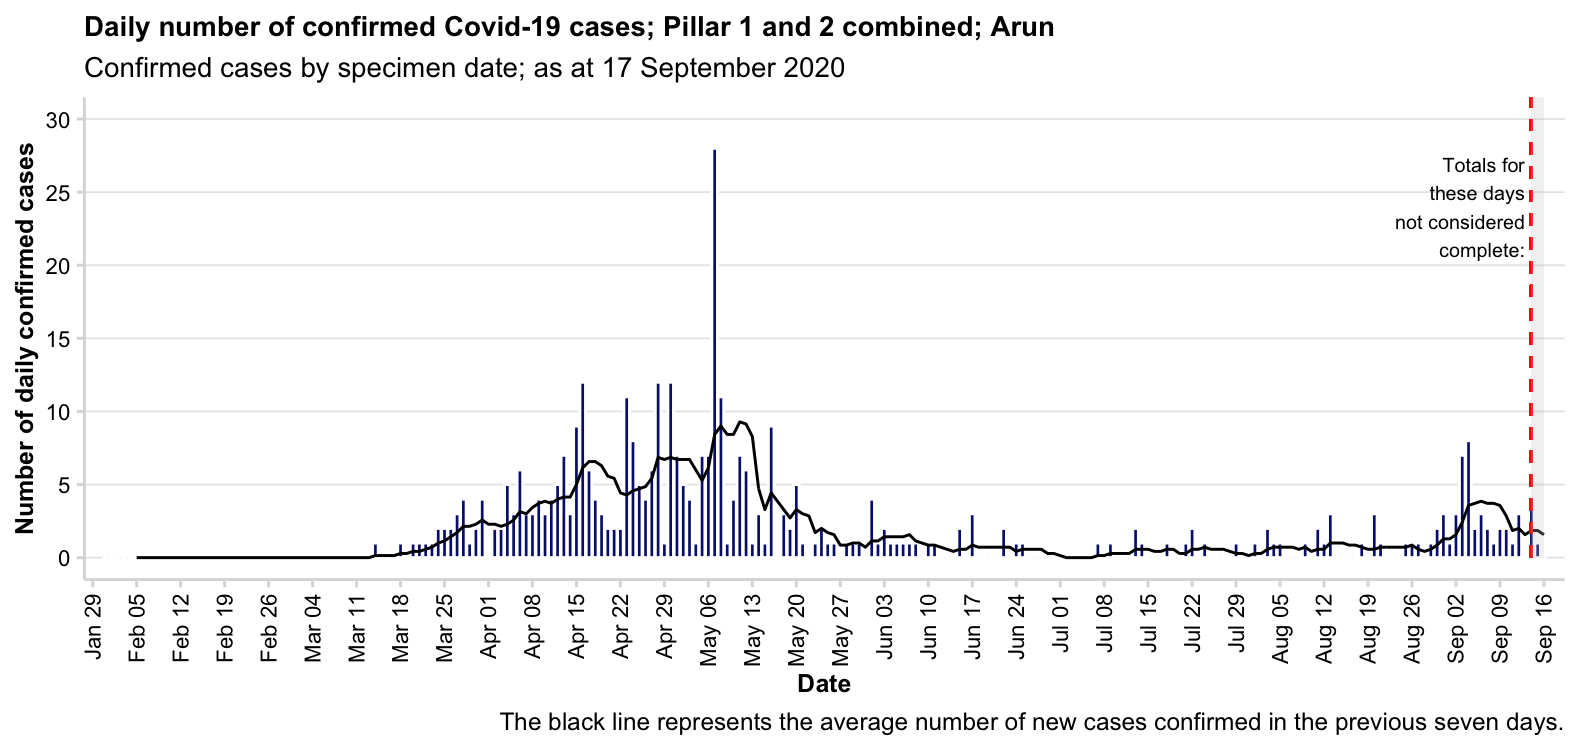 Daily number of confirmed Covid-19 cases; Pillar 1 and 2 combined; Arun
Confirmed cases by specimen date; as at 17 September 2020
Number of daily confirmed cases
30
25
20
15
10
5
0
Totals for
these days
not considered
complete:
Jan 29
Feb 05
Feb 12
Feb 19
Feb 26
Mar 04
Mar 11
Mar 18
Mar 25
Apr 01
Apr 08
Apr 15
Apr 22
Apr 29
May 06
May 13
May 20
May 27
Jun 03
Jun 10
Jun 17
Jun 24
Jul 01
Jul 08
Jul 15
Jul 22
Jul 29
Aug 05
Aug 12
Aug 19
Aug 26
Sep 02
Sep 09
Sep 16
Date
The black line represents the average number of new cases confirmed in the previous seven days.